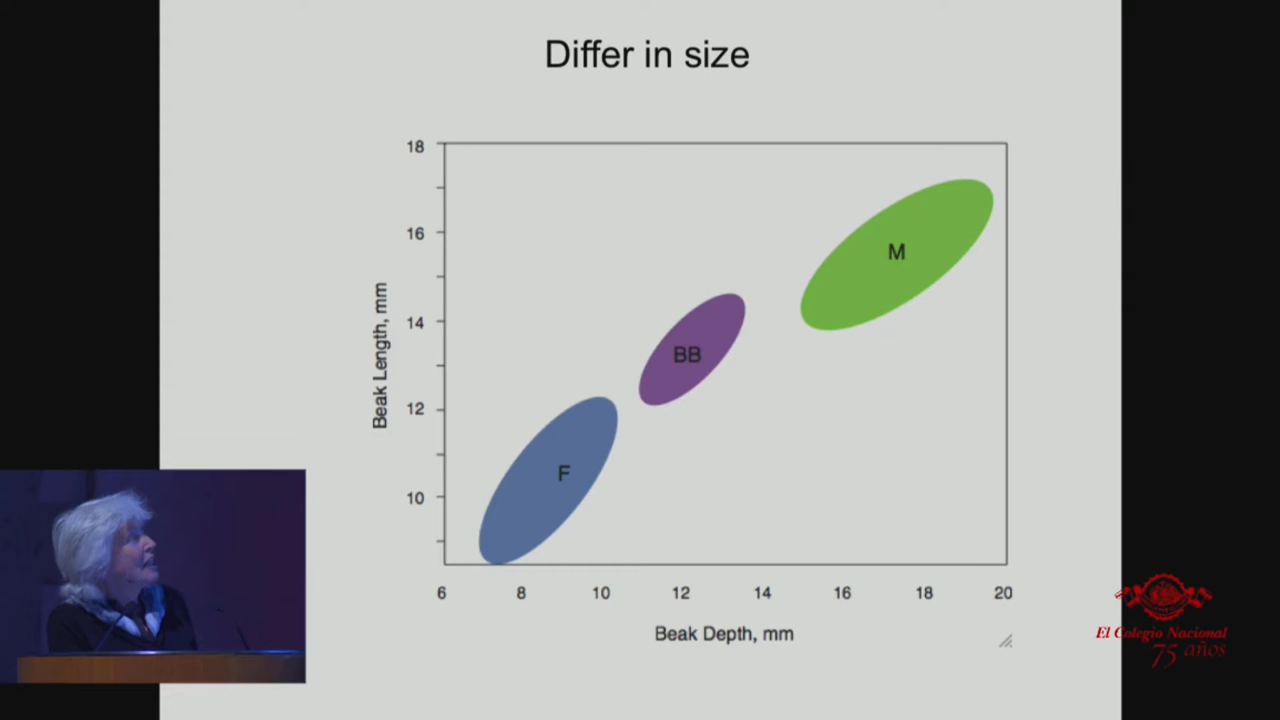 Differ in size
18
16
14
12
10
Beak Length, mm
M
BB
F
6 8 10 12 14 16 18 20
Beak Depth, mm
El Colegio Nacional
75 años